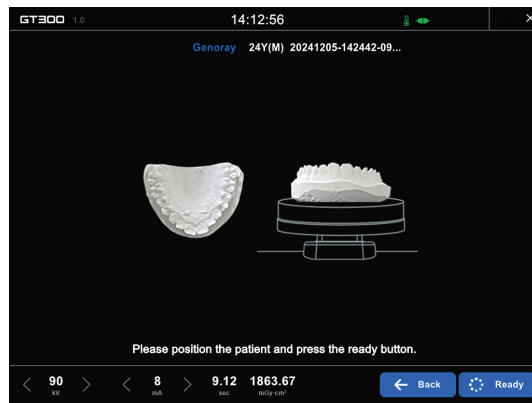 GT300 1.0 14:12:56
Genoray 24Y(M) 20241205-142442-09...
Please position the patient and press the ready button.
90 8 9.12 1863.67 Back Ready
kV mA sec mGy·cm²